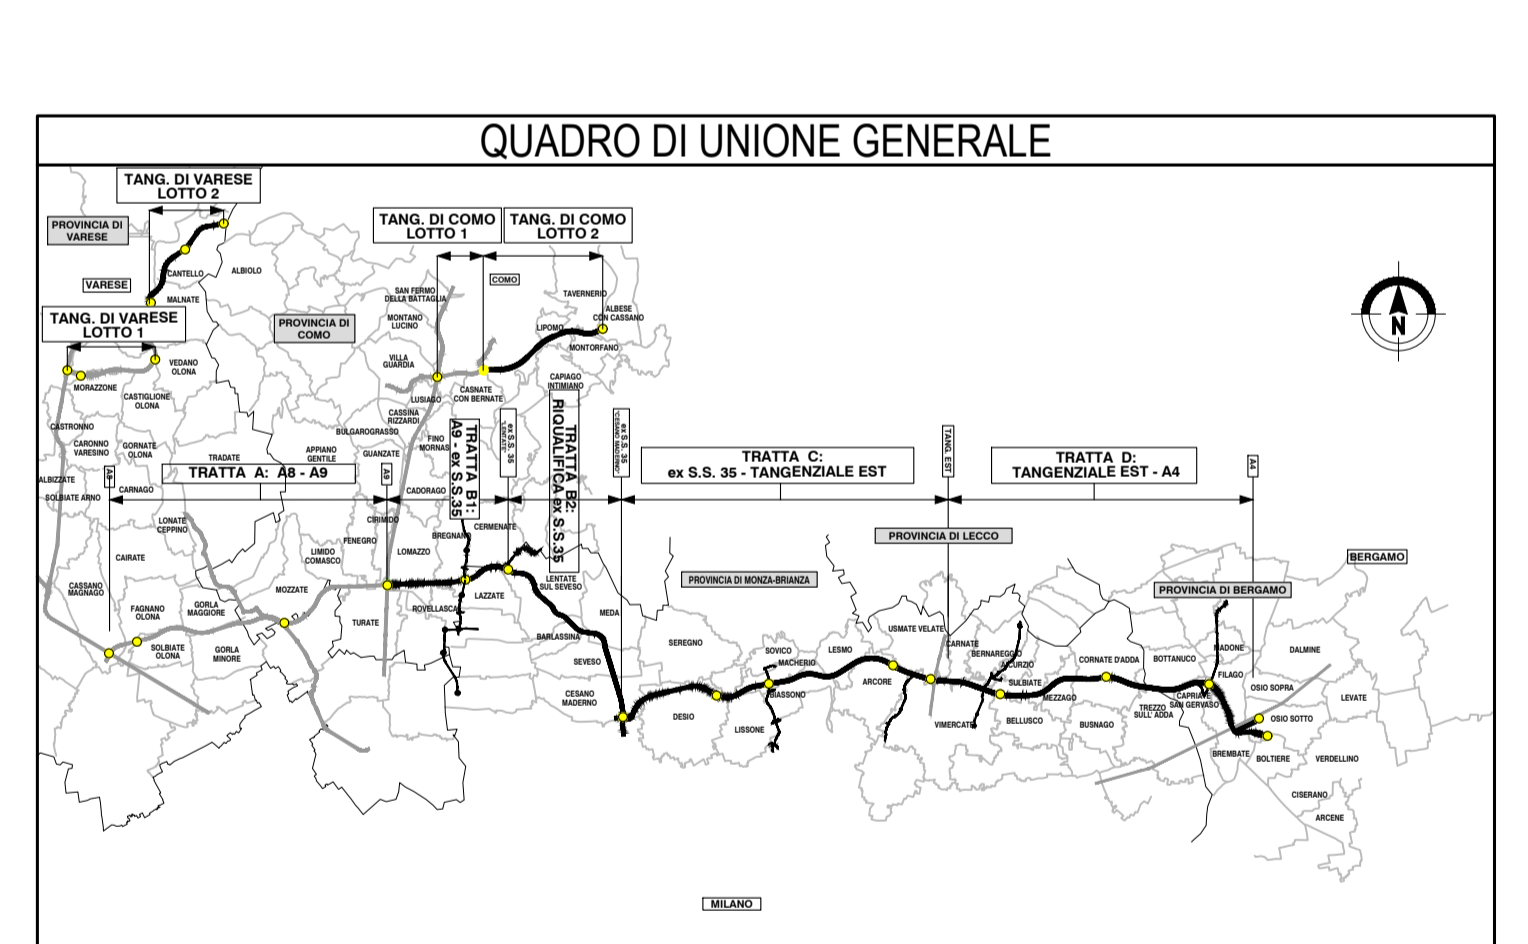 QUADRO DI UNIONE GENERALE
TANG. DI VARESE
LOTTO 2
PROVINCIA DI
VARESE
TANG. DI COMO
LOTTO 1
TANG. DI COMO
LOTTO 2
CANTELLO
ALBIOLO
VARESE
MALNATE
COMO
SAN FERMO
DELLA BATTAGLIA
TAVERNERIO
ALBESE
CON CASSANO
TANG. DI VARESE
LOTTO 1
PROVINCIA DI
COMO
MONTANO
LUCINO
LIPOMO
MONTORFANO
N
VEDANO
OLONA
VILLA
GUARDIA
MORAZZONE
CASTIGLIONE
OLONA
LUSIAGO
CASNATE
CON BERNATE
CAPIAGO
INTIMIANO
CASSINA
RIZZARDI
CASTRONNO
BULGAROGRASSO
FINO
MORNAS
CARONNO
VARESINO
GORNATE
OLONA
TRADATE
APPIANO
GENTILE
GUANZATE
TRATTA B1:
A9 - ex S.S.35
ex S.S. 35
"LENTATE"
TRATTA B2:
RIQUALIFICA ex S.S.35
ex S.S. 35
"CESANO MADERNO"
TANG. EST
A4
A8
TRATTA A: A8 - A9
A9
TRATTA C:
ex S.S. 35 - TANGENZIALE EST
TRATTA D:
TANGENZIALE EST - A4
ALBIZZATE
SOLBIATE ARNO
CARNAGO
CADORAGO
LONATE
CEPPINO
CIRIMIDO
FENEGRO
BREGNANO
CERMENATE
PROVINCIA DI LECCO
CAIRATE
LIMIDO
COMASCO
LOMAZZO
BERGAMO
CASSANO
MAGNAGO
MOZZATE
LAZZATE
LENTATE
SUL SEVESO
PROVINCIA DI MONZA-BRIANZA
PROVINCIA DI BERGAMO
FAGNANO
OLONA
GORLA
MAGGIORE
ROVELLASCA
TURATE
MEDA
SOLBIATE
OLONA
GORLA
MINORE
BARLASSINA
SEVESO
SEREGNO
SOVICO
MACHERIO
LESMO
USMATE VELATE
CARNATE
BERNAREGGIO
AICURZIO
CORNATE D'ADDA
BOTTANUCO
MADONE
DALMINE
CESANO
MADERNO
DESIO
BIASSONO
LISSONE
ARCORE
VIMERCATE
SULBIATE
MEZZAGO
BELLUSCO
BUSNAGO
TREZZO
SULL' ADDA
CAPRIATE
SAN GERVASO
FILAGO
OSIO SOPRA
LEVATE
OSIO SOTTO
BREMBATE
BOLTIERE
VERDELLINO
CISERANO
ARCENE
MILANO